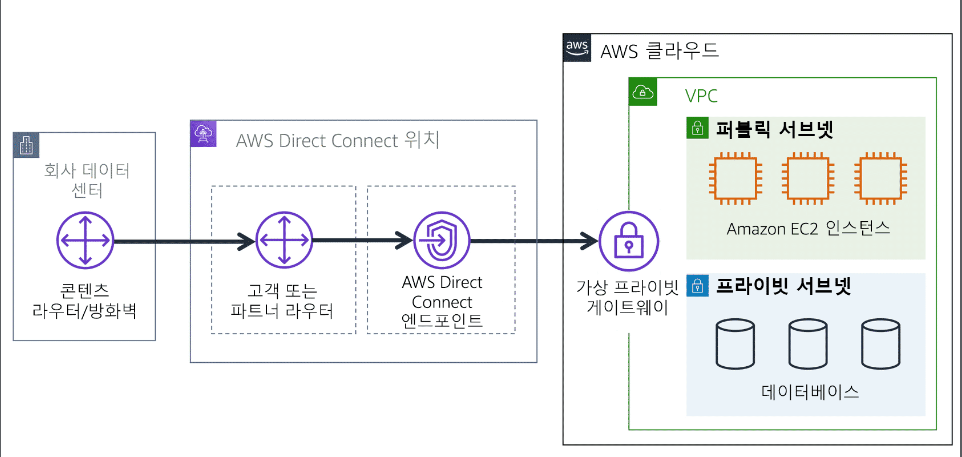 aws
AWS 클라우드
VPC
퍼블릭 서브넷
Amazon EC2 인스턴스
프라이빗 서브넷
데이터베이스
가상 프라이빗
게이트웨이
AWS Direct Connect 위치
고객 또는
파트너 라우터
AWS Direct
Connect
엔드포인트
회사 데이터
센터
콘텐츠
라우터/방화벽